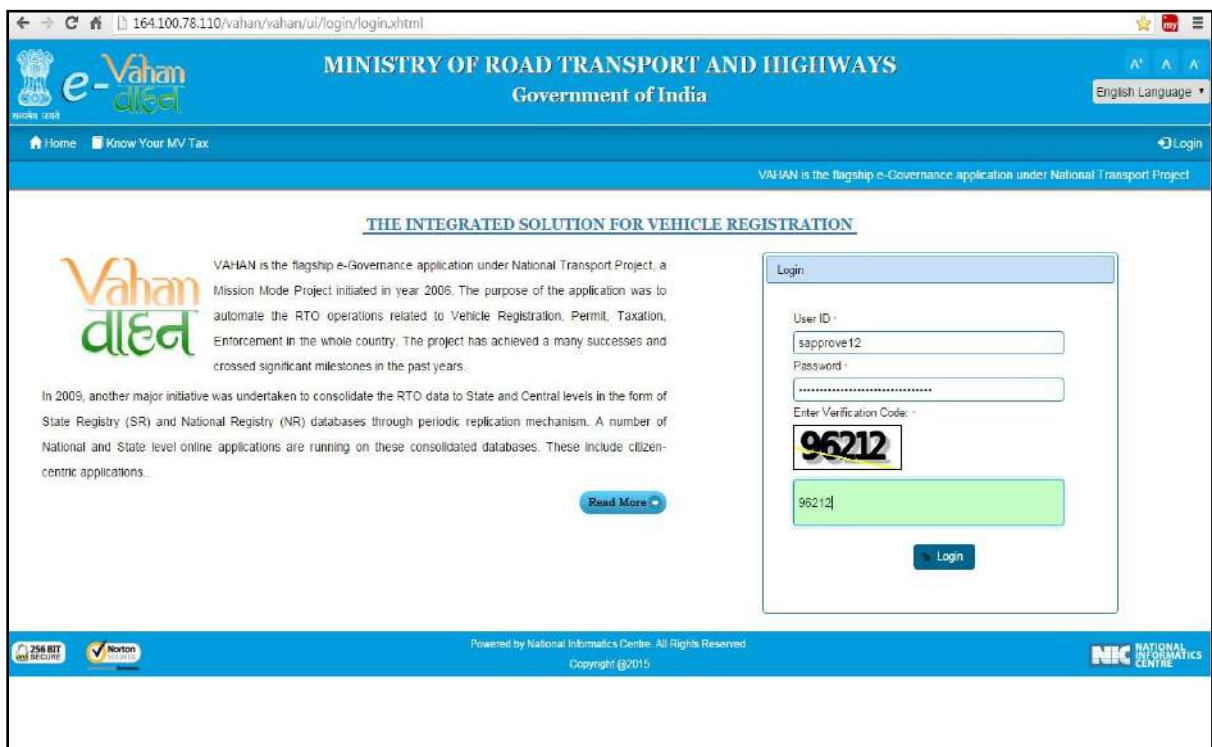 164.100.78.110/vahan/vahan/ui/login/login.xhtml
my
सत्यमेव जयते
e-Vahan
वाहन
MINISTRY OF ROAD TRANSPORT AND HIGHWAYS
Government of India
A+ A A-
English Language
Home Know Your MV Tax Login
VAHAN is the flagship e-Governance application under National Transport Project
THE INTEGRATED SOLUTION FOR VEHICLE REGISTRATION
Vahan
वाहन
VAHAN is the flagship e-Governance application under National Transport Project, a
Mission Mode Project initiated in year 2006. The purpose of the application was to
automate the RTO operations related to Vehicle Registration, Permit, Taxation,
Enforcement in the whole country. The project has achieved a many successes and
crossed significant milestones in the past years.
In 2009, another major initiative was undertaken to consolidate the RTO data to State and Central levels in the form of
State Registry (SR) and National Registry (NR) databases through periodic replication mechanism. A number of
National and State level online applications are running on these consolidated databases. These include citizen-
centric applications..
Read More
Login
User ID
sapprove12
Password
Enter Verification Code:
96212
96212
Login
256 BIT
SECURE
Norton
SECURED
Powered by National Informatics Centre. All Rights Reserved
Copyright @2015
NIC NATIONAL
INFORMATICS
CENTRE